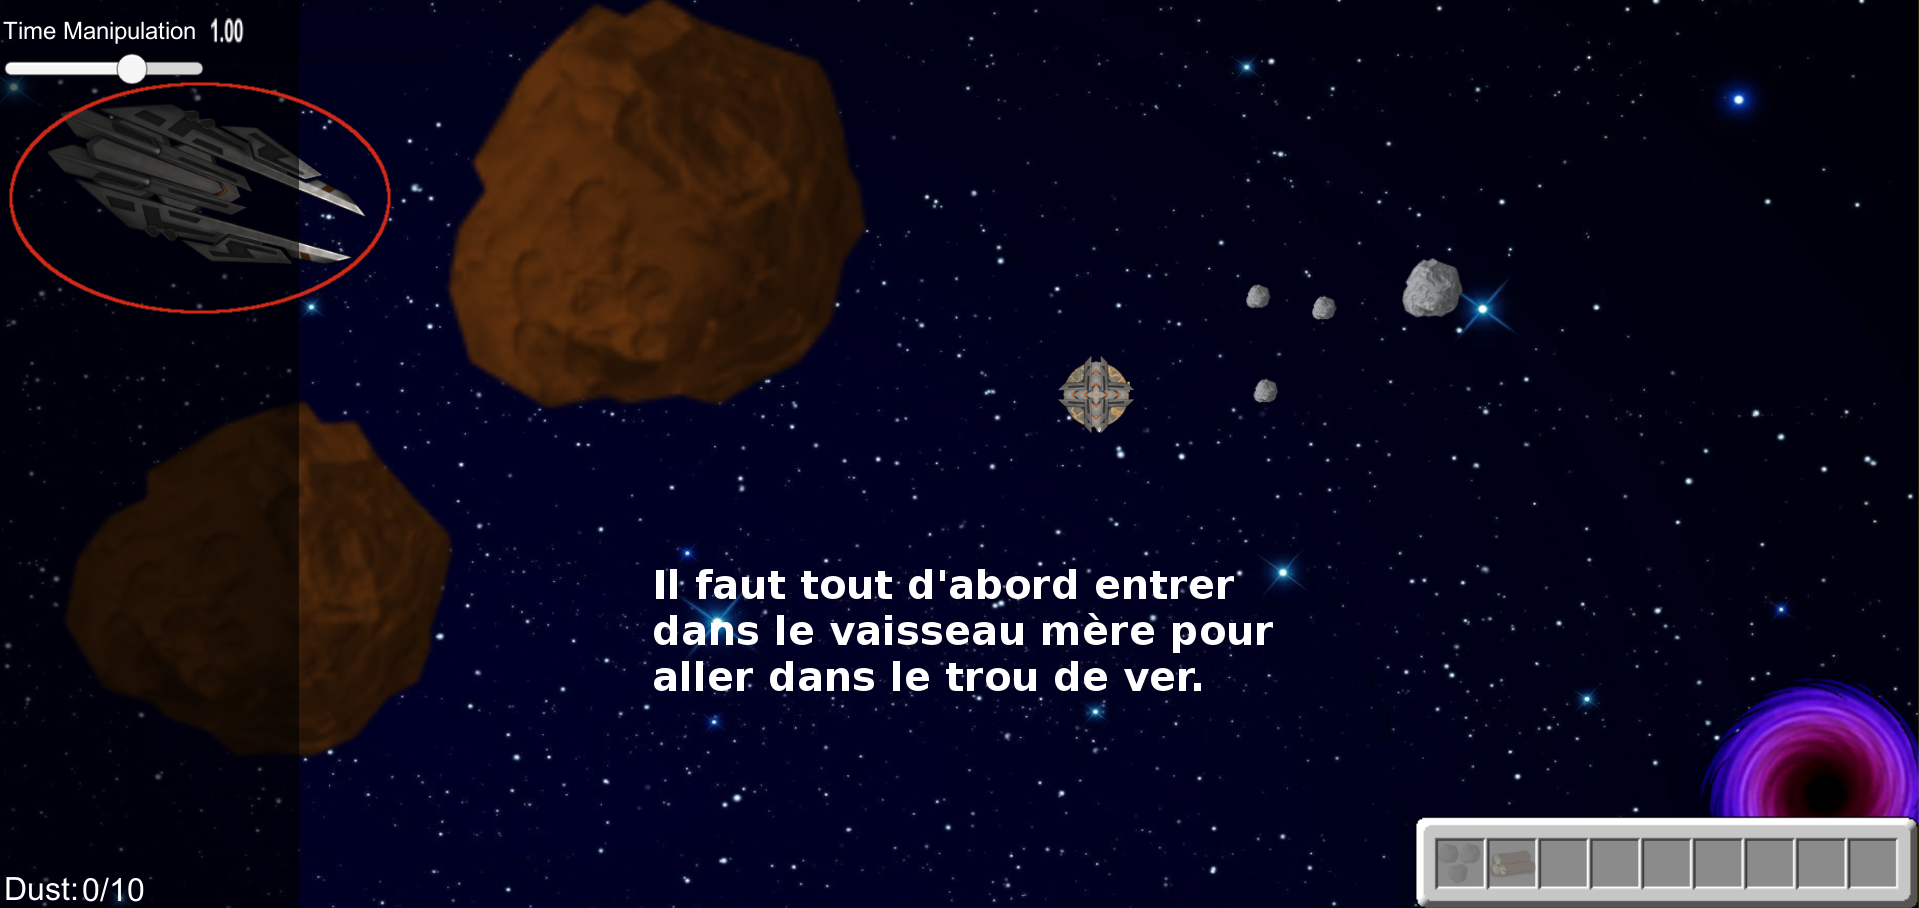 Time Manipulation 1.00
Il faut tout d'abord entrer
dans le vaisseau mère pour
aller dans le trou de ver.
Dust:0/10